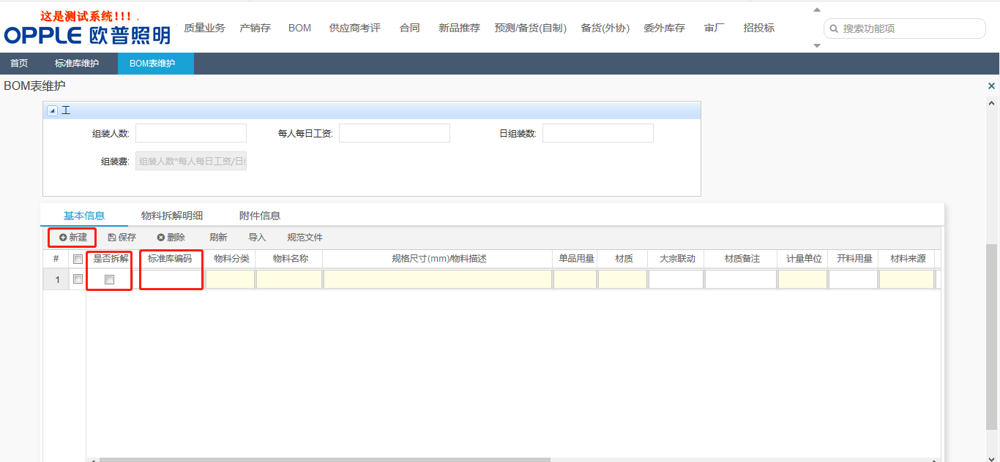 这是测试系统!!!
OPPLE 欧普照明
质量业务 产销存 BOM 供应商考评 合同 新品推荐 预测/备货(自制) 备货(外协) 委外库存 审厂 招投标
搜索功能项
首页 标准库维护 BOM表维护
BOM表维护
工
组装人数: 每人每日工资: 日组装数:
组装费: 组装人数*每人每日工资/日
基本信息 物料拆解明细 附件信息
新建 保存 删除 刷新 导入 规范文件
# 是否拆解 标准库编码 物料分类 物料名称 规格尺寸(mm)/物料描述 单品用量 材质 大宗联动 材质备注 计量单位 开料用量 材料来源
1